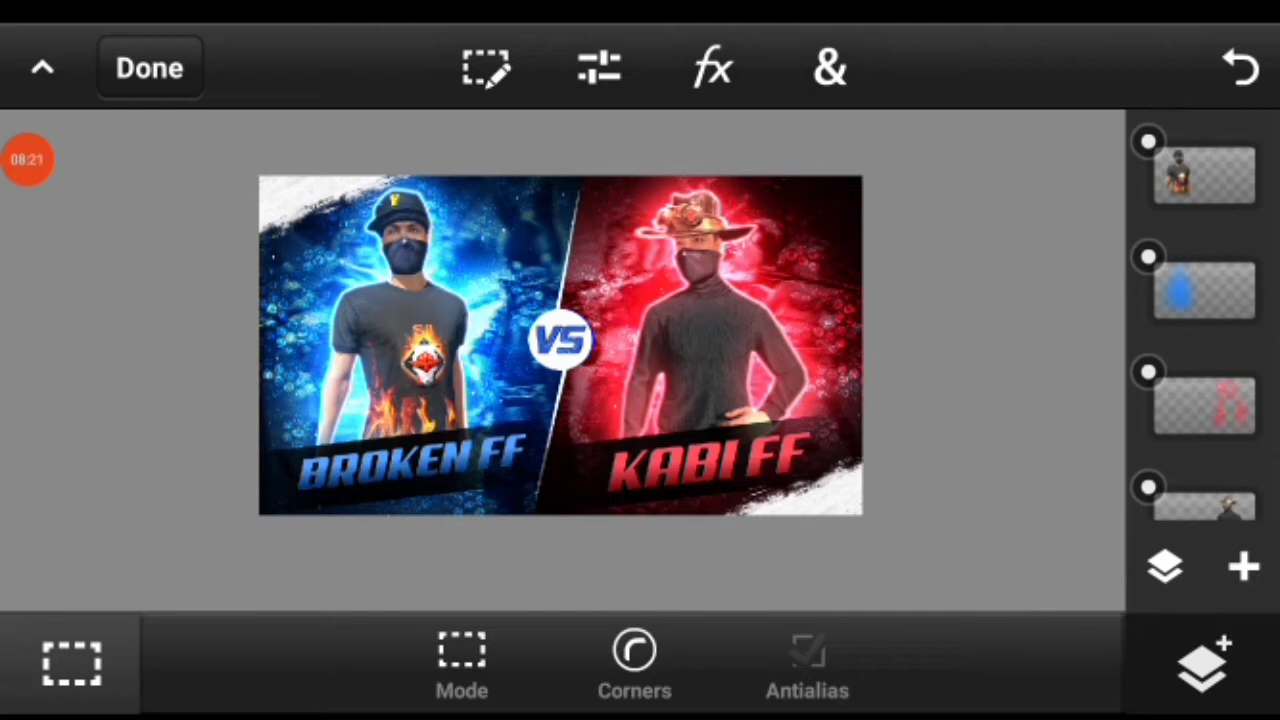 Done
fx
&
08:21
VS
BROKEN FF
KABI FF
Mode
Corners
Antialias